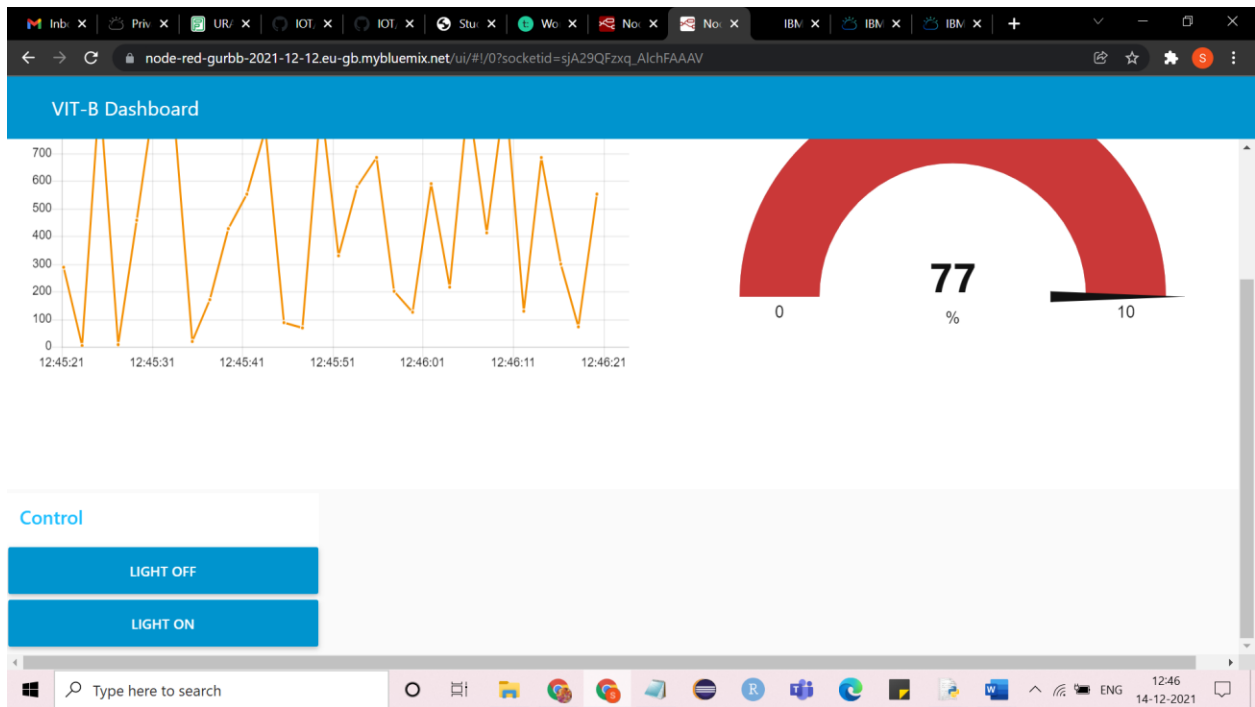 Inb
Priv
UR/
IOT/
IOT/
Stu
Wo
Noc
No
IBM
IBM
IBM
node-red-gurbb-2021-12-12.eu-gb.mybluemix.net/ui/#!/0?socketid=sjA29QFzxq_AlchFAAAV
S
VIT-B Dashboard
700
600
500
400
300
200
100
0
12:45:21 12:45:31 12:45:41 12:45:51 12:46:01 12:46:11 12:46:21
77
%
0 10
Control
LIGHT OFF
LIGHT ON
Type here to search
ENG
12:46
14-12-2021